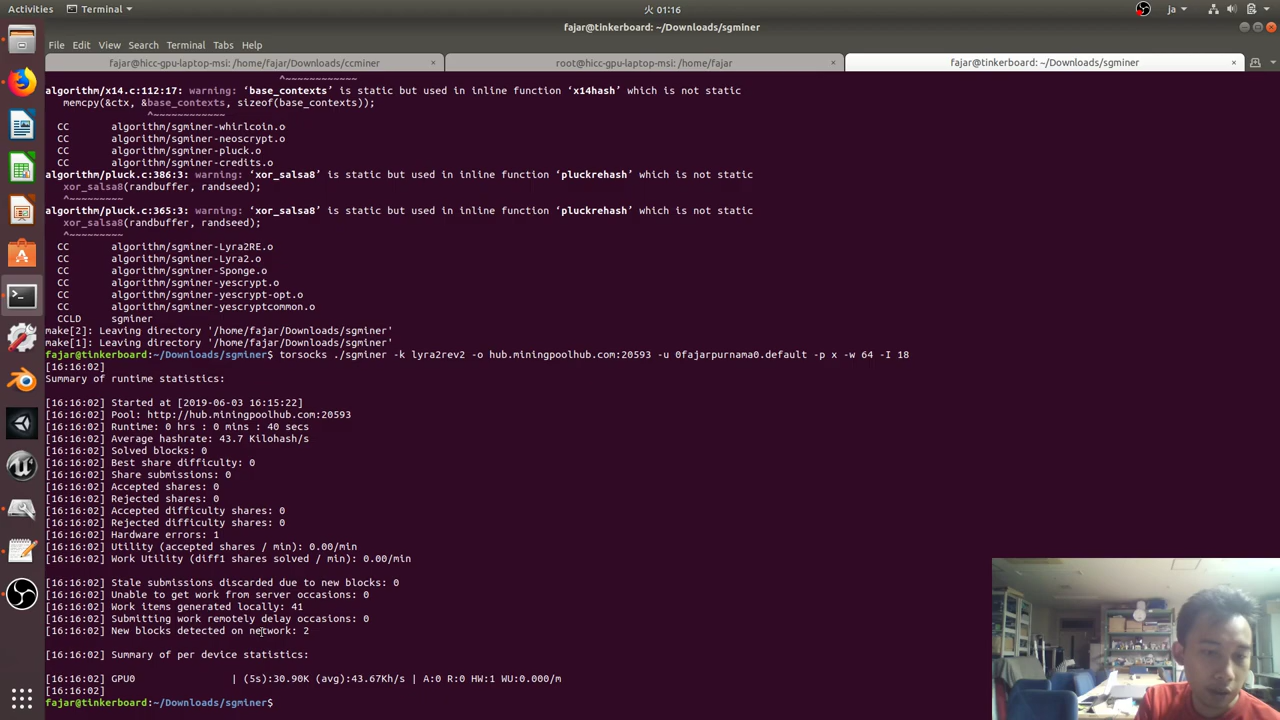 Activities
Terminal
火 01:16
ja
fajar@tinkerboard: ~/Downloads/sgminer
File Edit View Search Terminal Tabs Help
fajar@hicc-gpu-laptop-msi: /home/fajar/Downloads/ccminer ×
root@hicc-gpu-laptop-msi: /home/fajar ×
fajar@tinkerboard: ~/Downloads/sgminer ×
^~~~~~~~~~~~~
algorithm/x14.c:112:17: warning: ‘base_contexts’ is static but used in inline function ‘x14hash’ which is not static
memcpy(&ctx, &base_contexts, sizeof(base_contexts));
^~~~~~~~~~~~~
CC algorithm/sgminer-whirlcoin.o
CC algorithm/sgminer-neoscrypt.o
CC algorithm/sgminer-pluck.o
CC algorithm/sgminer-credits.o
algorithm/pluck.c:386:3: warning: ‘xor_salsa8’ is static but used in inline function ‘pluckrehash’ which is not static
xor_salsa8(randbuffer, randseed);
^~~~~~~~~~
algorithm/pluck.c:365:3: warning: ‘xor_salsa8’ is static but used in inline function ‘pluckrehash’ which is not static
xor_salsa8(randbuffer, randseed);
^~~~~~~~~~
CC algorithm/sgminer-Lyra2RE.o
CC algorithm/sgminer-Lyra2.o
CC algorithm/sgminer-Sponge.o
CC algorithm/sgminer-yescrypt.o
CC algorithm/sgminer-yescrypt-opt.o
CC algorithm/sgminer-yescryptcommon.o
CCLD sgminer
make[2]: Leaving directory '/home/fajar/Downloads/sgminer'
make[1]: Leaving directory '/home/fajar/Downloads/sgminer'
fajar@tinkerboard:~/Downloads/sgminer$ torsocks ./sgminer -k lyra2rev2 -o hub.miningpoolhub.com:20593 -u 0fajarpurnama0.default -p x -w 64 -I 18
[16:16:02]
Summary of runtime statistics:
[16:16:02] Started at [2019-06-03 16:15:22]
[16:16:02] Pool: http://hub.miningpoolhub.com:20593
[16:16:02] Runtime: 0 hrs : 0 mins : 40 secs
[16:16:02] Average hashrate: 43.7 Kilohash/s
[16:16:02] Solved blocks: 0
[16:16:02] Best share difficulty: 0
[16:16:02] Share submissions: 0
[16:16:02] Accepted shares: 0
[16:16:02] Rejected shares: 0
[16:16:02] Accepted difficulty shares: 0
[16:16:02] Rejected difficulty shares: 0
[16:16:02] Hardware errors: 1
[16:16:02] Utility (accepted shares / min): 0.00/min
[16:16:02] Work Utility (diff1 shares solved / min): 0.00/min
[16:16:02] Stale submissions discarded due to new blocks: 0
[16:16:02] Unable to get work from server occasions: 0
[16:16:02] Work items generated locally: 41
[16:16:02] Submitting work remotely delay occasions: 0
[16:16:02] New blocks detected on network: 2
[16:16:02] Summary of per device statistics:
[16:16:02] GPU0 | (5s):30.90K (avg):43.67Kh/s | A:0 R:0 HW:1 WU:0.000/m
[16:16:02]
fajar@tinkerboard:~/Downloads/sgminer$